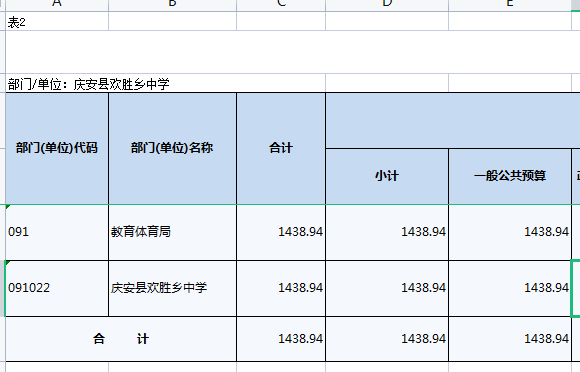 A B C D E
表2
部门/单位：庆安县欢胜乡中学
部门(单位)代码 部门(单位)名称 合计
小计 一般公共预算
091 教育体育局 1438.94 1438.94 1438.94
091022 庆安县欢胜乡中学 1438.94 1438.94 1438.94
合 计 1438.94 1438.94 1438.94